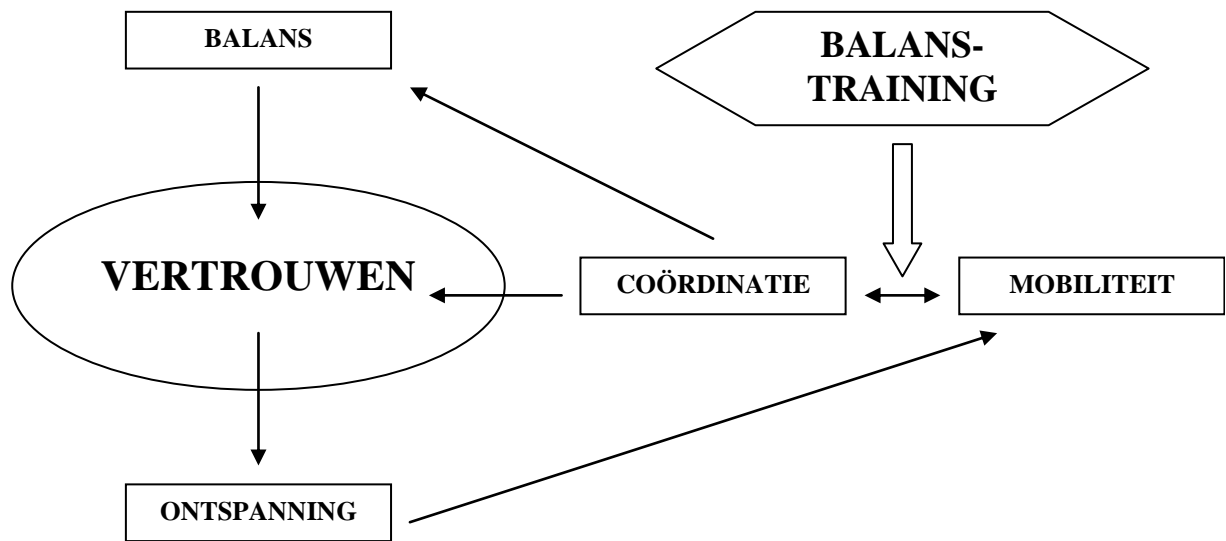 BALANS
BALANS-
TRAINING
VERTROUWEN
COÖRDINATIE
MOBILITEIT
ONTSPANNING